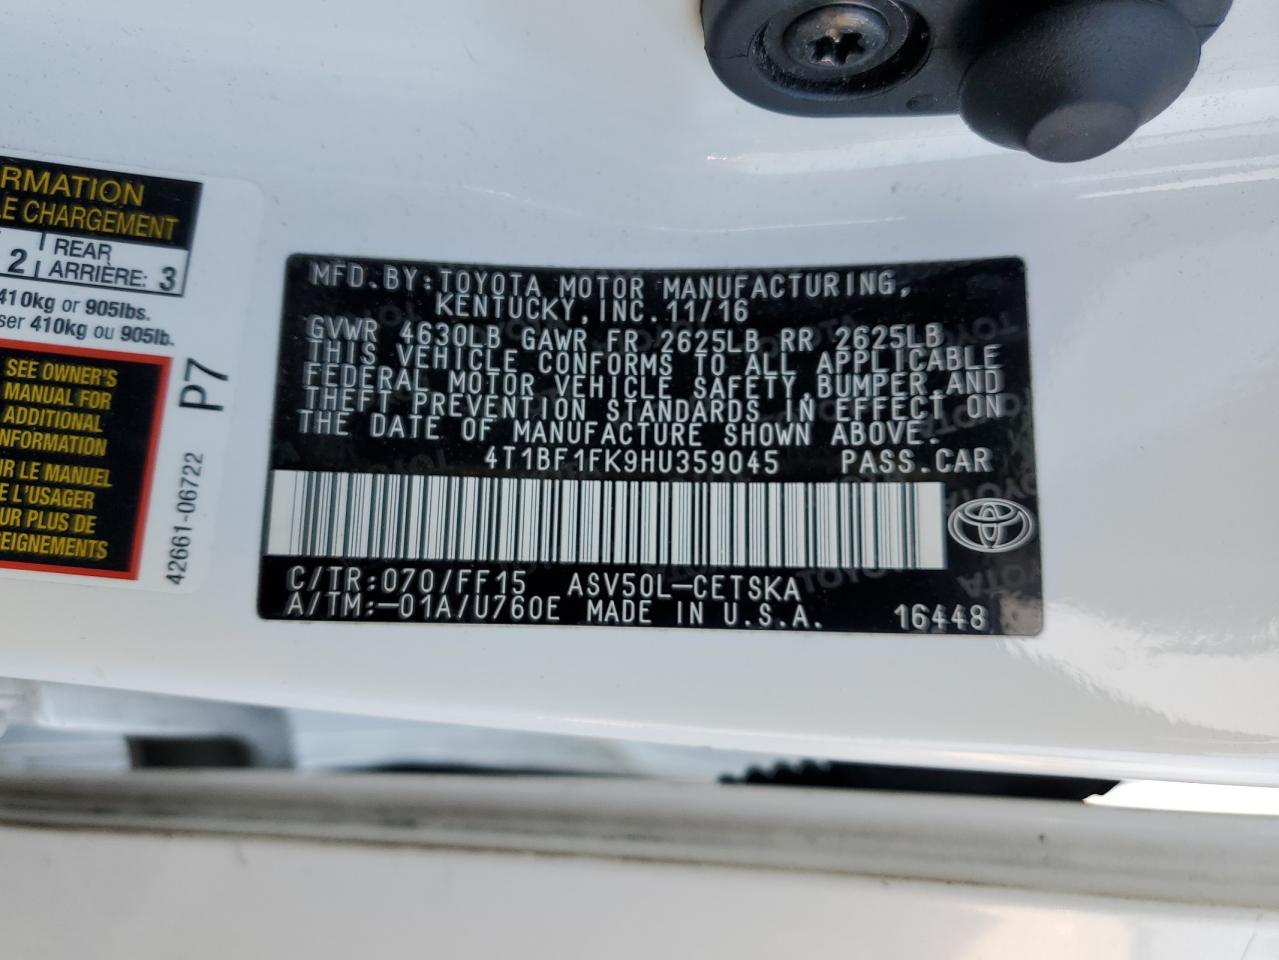 RMATION
LE CHARGEMENT
2 REAR
ARRIÈRE: 3
410kg or 905lbs.
ser 410kg ou 905lb.
SEE OWNER'S
MANUAL FOR
ADDITIONAL
INFORMATION
IR LE MANUEL
E L'USAGER
UR PLUS DE
SEIGNEMENTS
42661-06722 P7
MFD.BY:TOYOTA MOTOR MANUFACTURING,
KENTUCKY,INC.11/16
GVWR 4630LB GAWR FR 2625LB RR 2625LB
THIS VEHICLE CONFORMS TO ALL APPLICABLE
FEDERAL MOTOR VEHICLE SAFETY,BUMPER,AND
THEFT PREVENTION STANDARDS IN EFFECT ON
THE DATE OF MANUFACTURE SHOWN ABOVE.
4T1BF1FK9HU359045 PASS.CAR
C/TR:070/FF15 ASV50L-CETSKA
A/TM:-01A/U760E MADE IN U.S.A. 16448